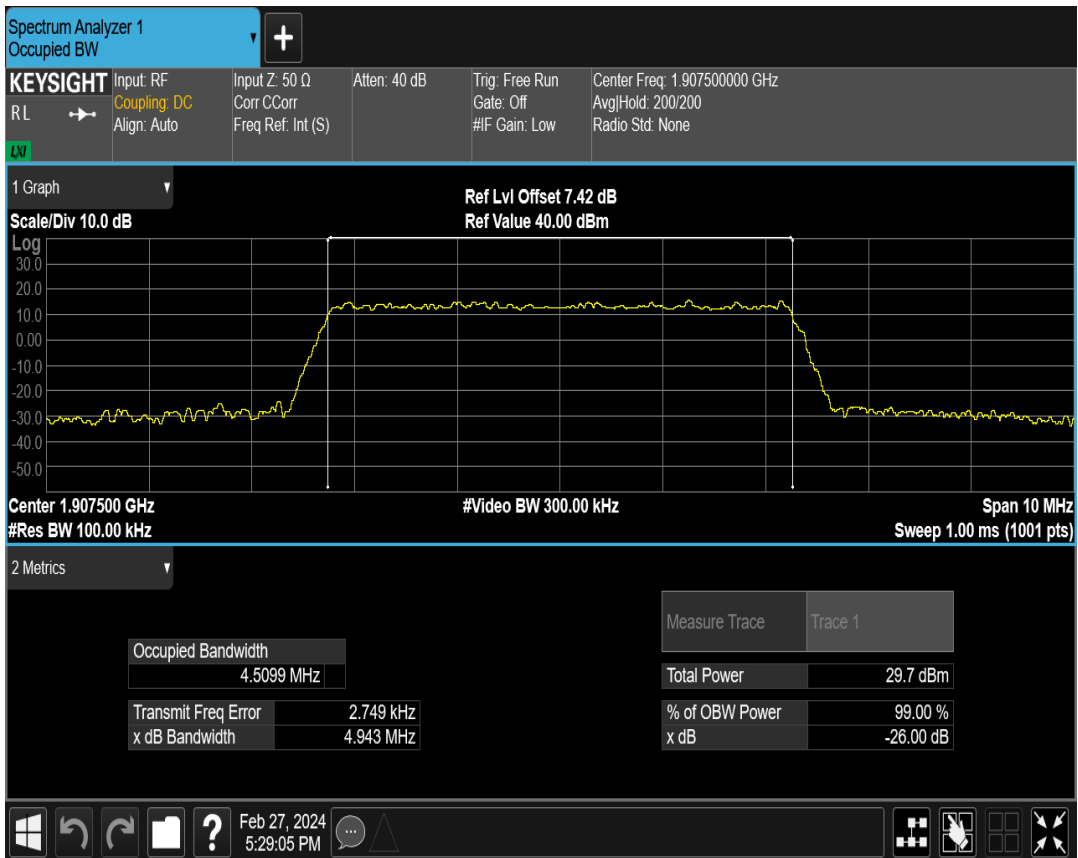 Spectrum Analyzer 1
Occupied BW
+
KEYSIGHT
RL
LXI
Input: RF
Coupling: DC
Align: Auto
Input Z: 50 Ω
Corr CCorr
Freq Ref: Int (S)
Atten: 40 dB
Trig: Free Run
Gate: Off
#IF Gain: Low
Center Freq: 1.907500000 GHz
Avg|Hold: 200/200
Radio Std: None
1 Graph
Ref Lvl Offset 7.42 dB
Scale/Div 10.0 dB
Ref Value 40.00 dBm
Log
30.0
20.0
10.0
0.00
-10.0
-20.0
-30.0
-40.0
-50.0
Center 1.907500 GHz
#Video BW 300.00 kHz
Span 10 MHz
#Res BW 100.00 kHz
Sweep 1.00 ms (1001 pts)
2 Metrics
Measure Trace
Trace 1
Occupied Bandwidth
4.5099 MHz
Total Power
29.7 dBm
Transmit Freq Error
2.749 kHz
% of OBW Power
99.00 %
x dB Bandwidth
4.943 MHz
x dB
-26.00 dB
?
Feb 27, 2024
5:29:05 PM